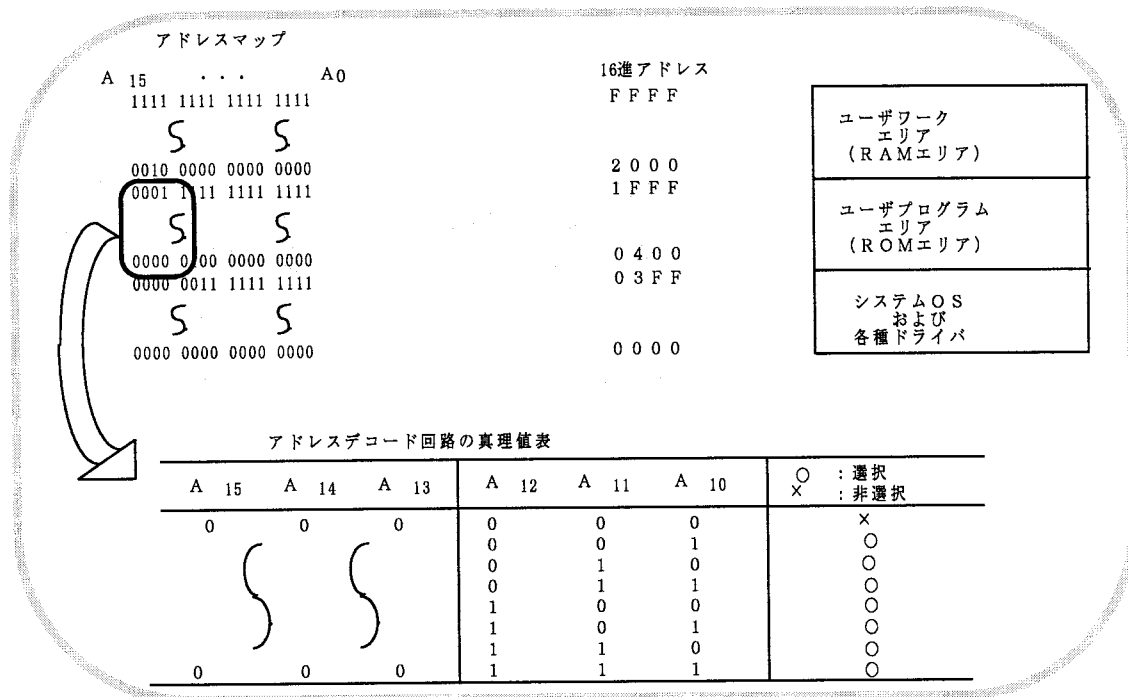 アドレスマップ
A 15 ・・・ A0
16進アドレス
1111 1111 1111 1111
FFFF
0010 0000 0000 0000
2000
0001 1111 1111 1111
1FFF
0000 0100 0000 0000
0400
0000 0011 1111 1111
03FF
0000 0000 0000 0000
0000
ユーザワーク
エリア
(RAMエリア)
ユーザプログラム
エリア
(ROMエリア)
システムOS
および
各種ドライバ
アドレスデコード回路の真理値表
A 15 A 14 A 13 A 12 A 11 A 10 ○ :選択
× :非選択
0 0 0 0 0 0 ×
0 0 1 ○
0 1 0 ○
0 1 1 ○
1 0 0 ○
1 0 1 ○
1 1 0 ○
0 0 0 1 1 1 ○